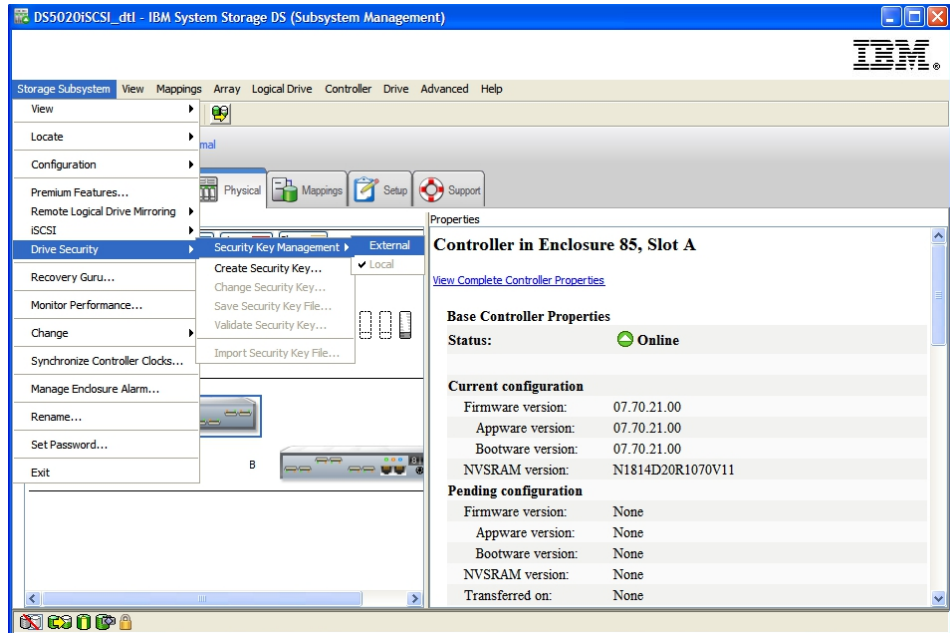 DS5020iSCSI_dtl - IBM System Storage DS (Subsystem Management)
IBM®
Storage Subsystem View Mappings Array Logical Drive Controller Drive Advanced Help
View
Locate
Configuration
Premium Features...
Remote Logical Drive Mirroring
iSCSI
Drive Security
Recovery Guru...
Monitor Performance...
Change
Synchronize Controller Clocks...
Manage Enclosure Alarm...
Rename...
Set Password...
Exit
Security Key Management
Create Security Key...
Change Security Key...
Save Security Key File...
Validate Security Key...
Import Security Key File...
External
Local
Physical Mappings Setup Support
B
Properties
Controller in Enclosure 85, Slot A
View Complete Controller Properties
Base Controller Properties
Status: Online
Current configuration
Firmware version: 07.70.21.00
Appware version: 07.70.21.00
Bootware version: 07.70.21.00
NVSRAM version: N1814D20R1070V11
Pending configuration
Firmware version: None
Appware version: None
Bootware version: None
NVSRAM version: None
Transferred on: None